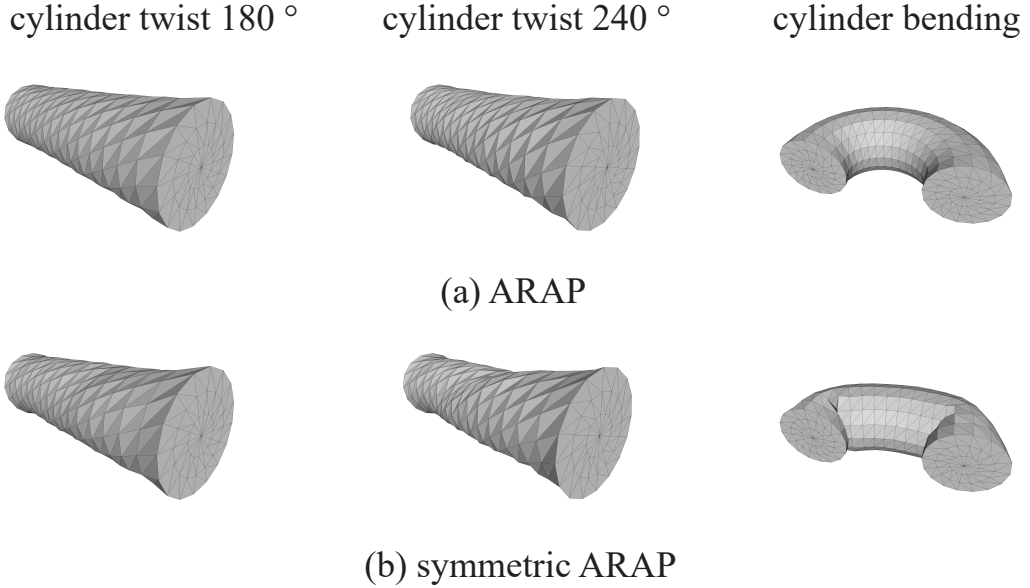 cylinder twist 180 °
cylinder twist 240 °
cylinder bending
(a) ARAP
(b) symmetric ARAP